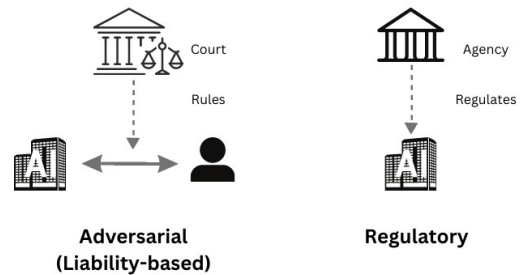 Court
Rules
AI
Adversarial
(Liability-based)
Agency
Regulates
AI
Regulatory